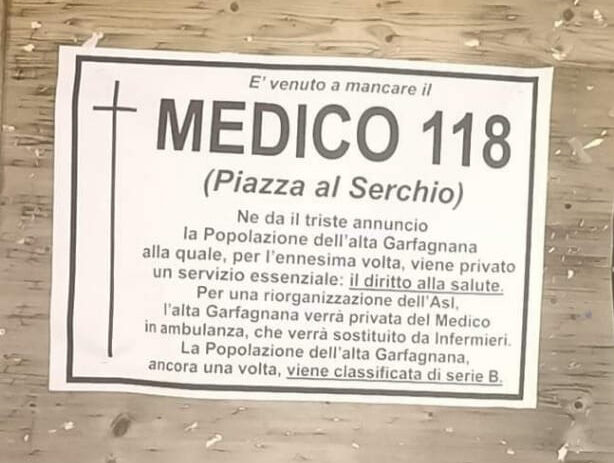 E' venuto a mancare il
MEDICO 118
(Piazza al Serchio)
Ne da il triste annuncio
la Popolazione dell'alta Garfagnana
alla quale, per l'ennesima volta, viene privato
un servizio essenziale: il diritto alla salute.
Per una riorganizzazione dell'Asl,
l'alta Garfagnana verrà privata del Medico
in ambulanza, che verrà sostituito da Infermieri.
La Popolazione dell'alta Garfagnana,
ancora una volta, viene classificata di serie B.